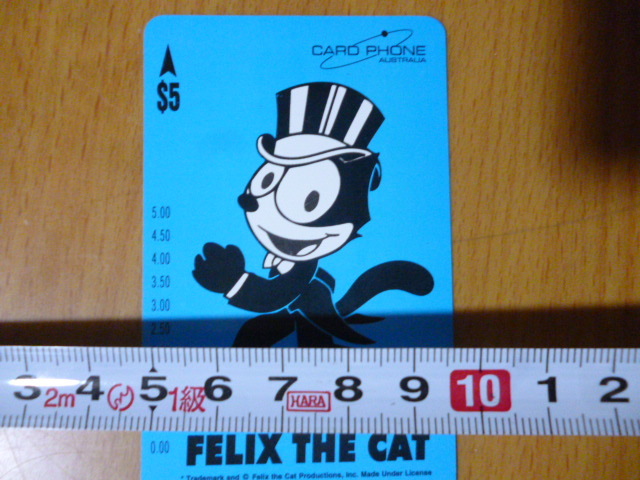 CARD PHONE
AUSTRALIA
$5
5.00
4.50
4.00
3.50
3.00
2.50
3 2m 4 5 1級 6 7 HARA 8 9 10 1 2
0.00
FELIX THE CAT
* Trademark and © Felix the Cat Productions, Inc. Made Under License